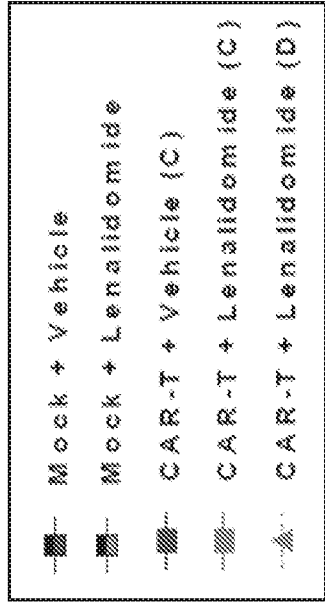 Mock + Vehicle
Mock + Lenalidomide
CAR-T + Vehicle (C)
CAR-T + Lenalidomide (C)
CAR-T + Lenalidomide (D)